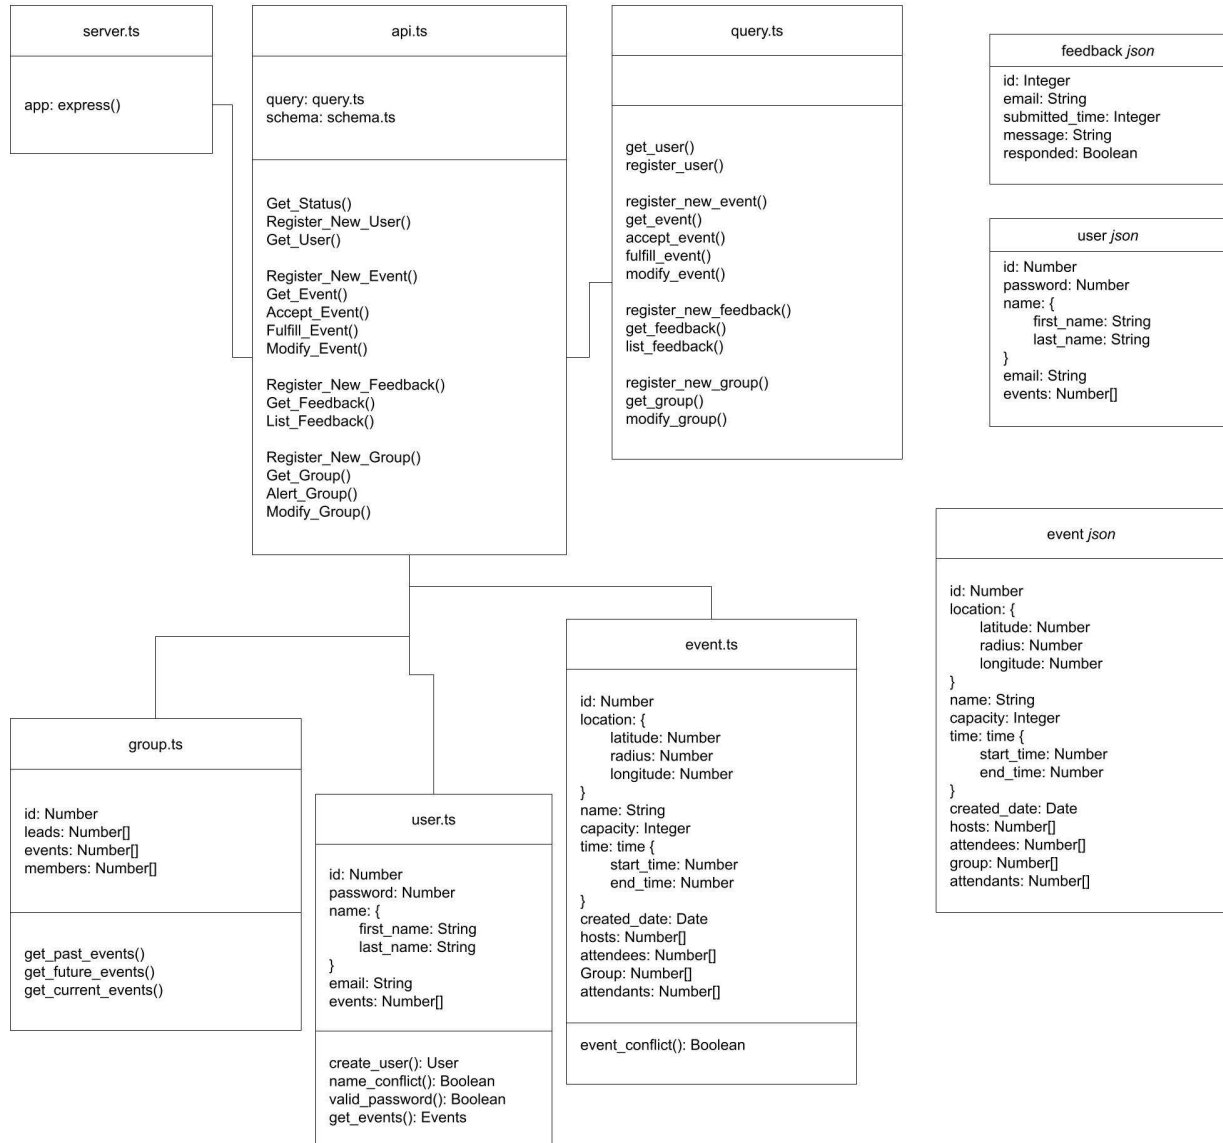 server.ts
app: express()
api.ts
query: query.ts
schema: schema.ts
Get_Status()
Register_New_User()
Get_User()
Register_New_Event()
Get_Event()
Accept_Event()
Fulfill_Event()
Modify_Event()
Register_New_Feedback()
Get_Feedback()
List_Feedback()
Register_New_Group()
Get_Group()
Alert_Group()
Modify_Group()
query.ts
get_user()
register_user()
register_new_event()
get_event()
accept_event()
fulfill_event()
modify_event()
register_new_feedback()
get_feedback()
list_feedback()
register_new_group()
get_group()
modify_group()
feedback json
id: Integer
email: String
submitted_time: Integer
message: String
responded: Boolean
user json
id: Number
password: Number
name: {
first_name: String
last_name: String
}
email: String
events: Number[]
event json
id: Number
location: {
latitude: Number
radius: Number
longitude: Number
}
name: String
capacity: Integer
time: time {
start_time: Number
end_time: Number
}
created_date: Date
hosts: Number[]
attendees: Number[]
group: Number[]
attendants: Number[]
group.ts
id: Number
leads: Number[]
events: Number[]
members: Number[]
get_past_events()
get_future_events()
get_current_events()
user.ts
id: Number
password: Number
name: {
first_name: String
last_name: String
}
email: String
events: Number[]
create_user(): User
name_conflict(): Boolean
valid_password(): Boolean
get_events(): Events
event.ts
id: Number
location: {
latitude: Number
radius: Number
longitude: Number
}
name: String
capacity: Integer
time: time {
start_time: Number
end_time: Number
}
created_date: Date
hosts: Number[]
attendees: Number[]
Group: Number[]
attendants: Number[]
event_conflict(): Boolean